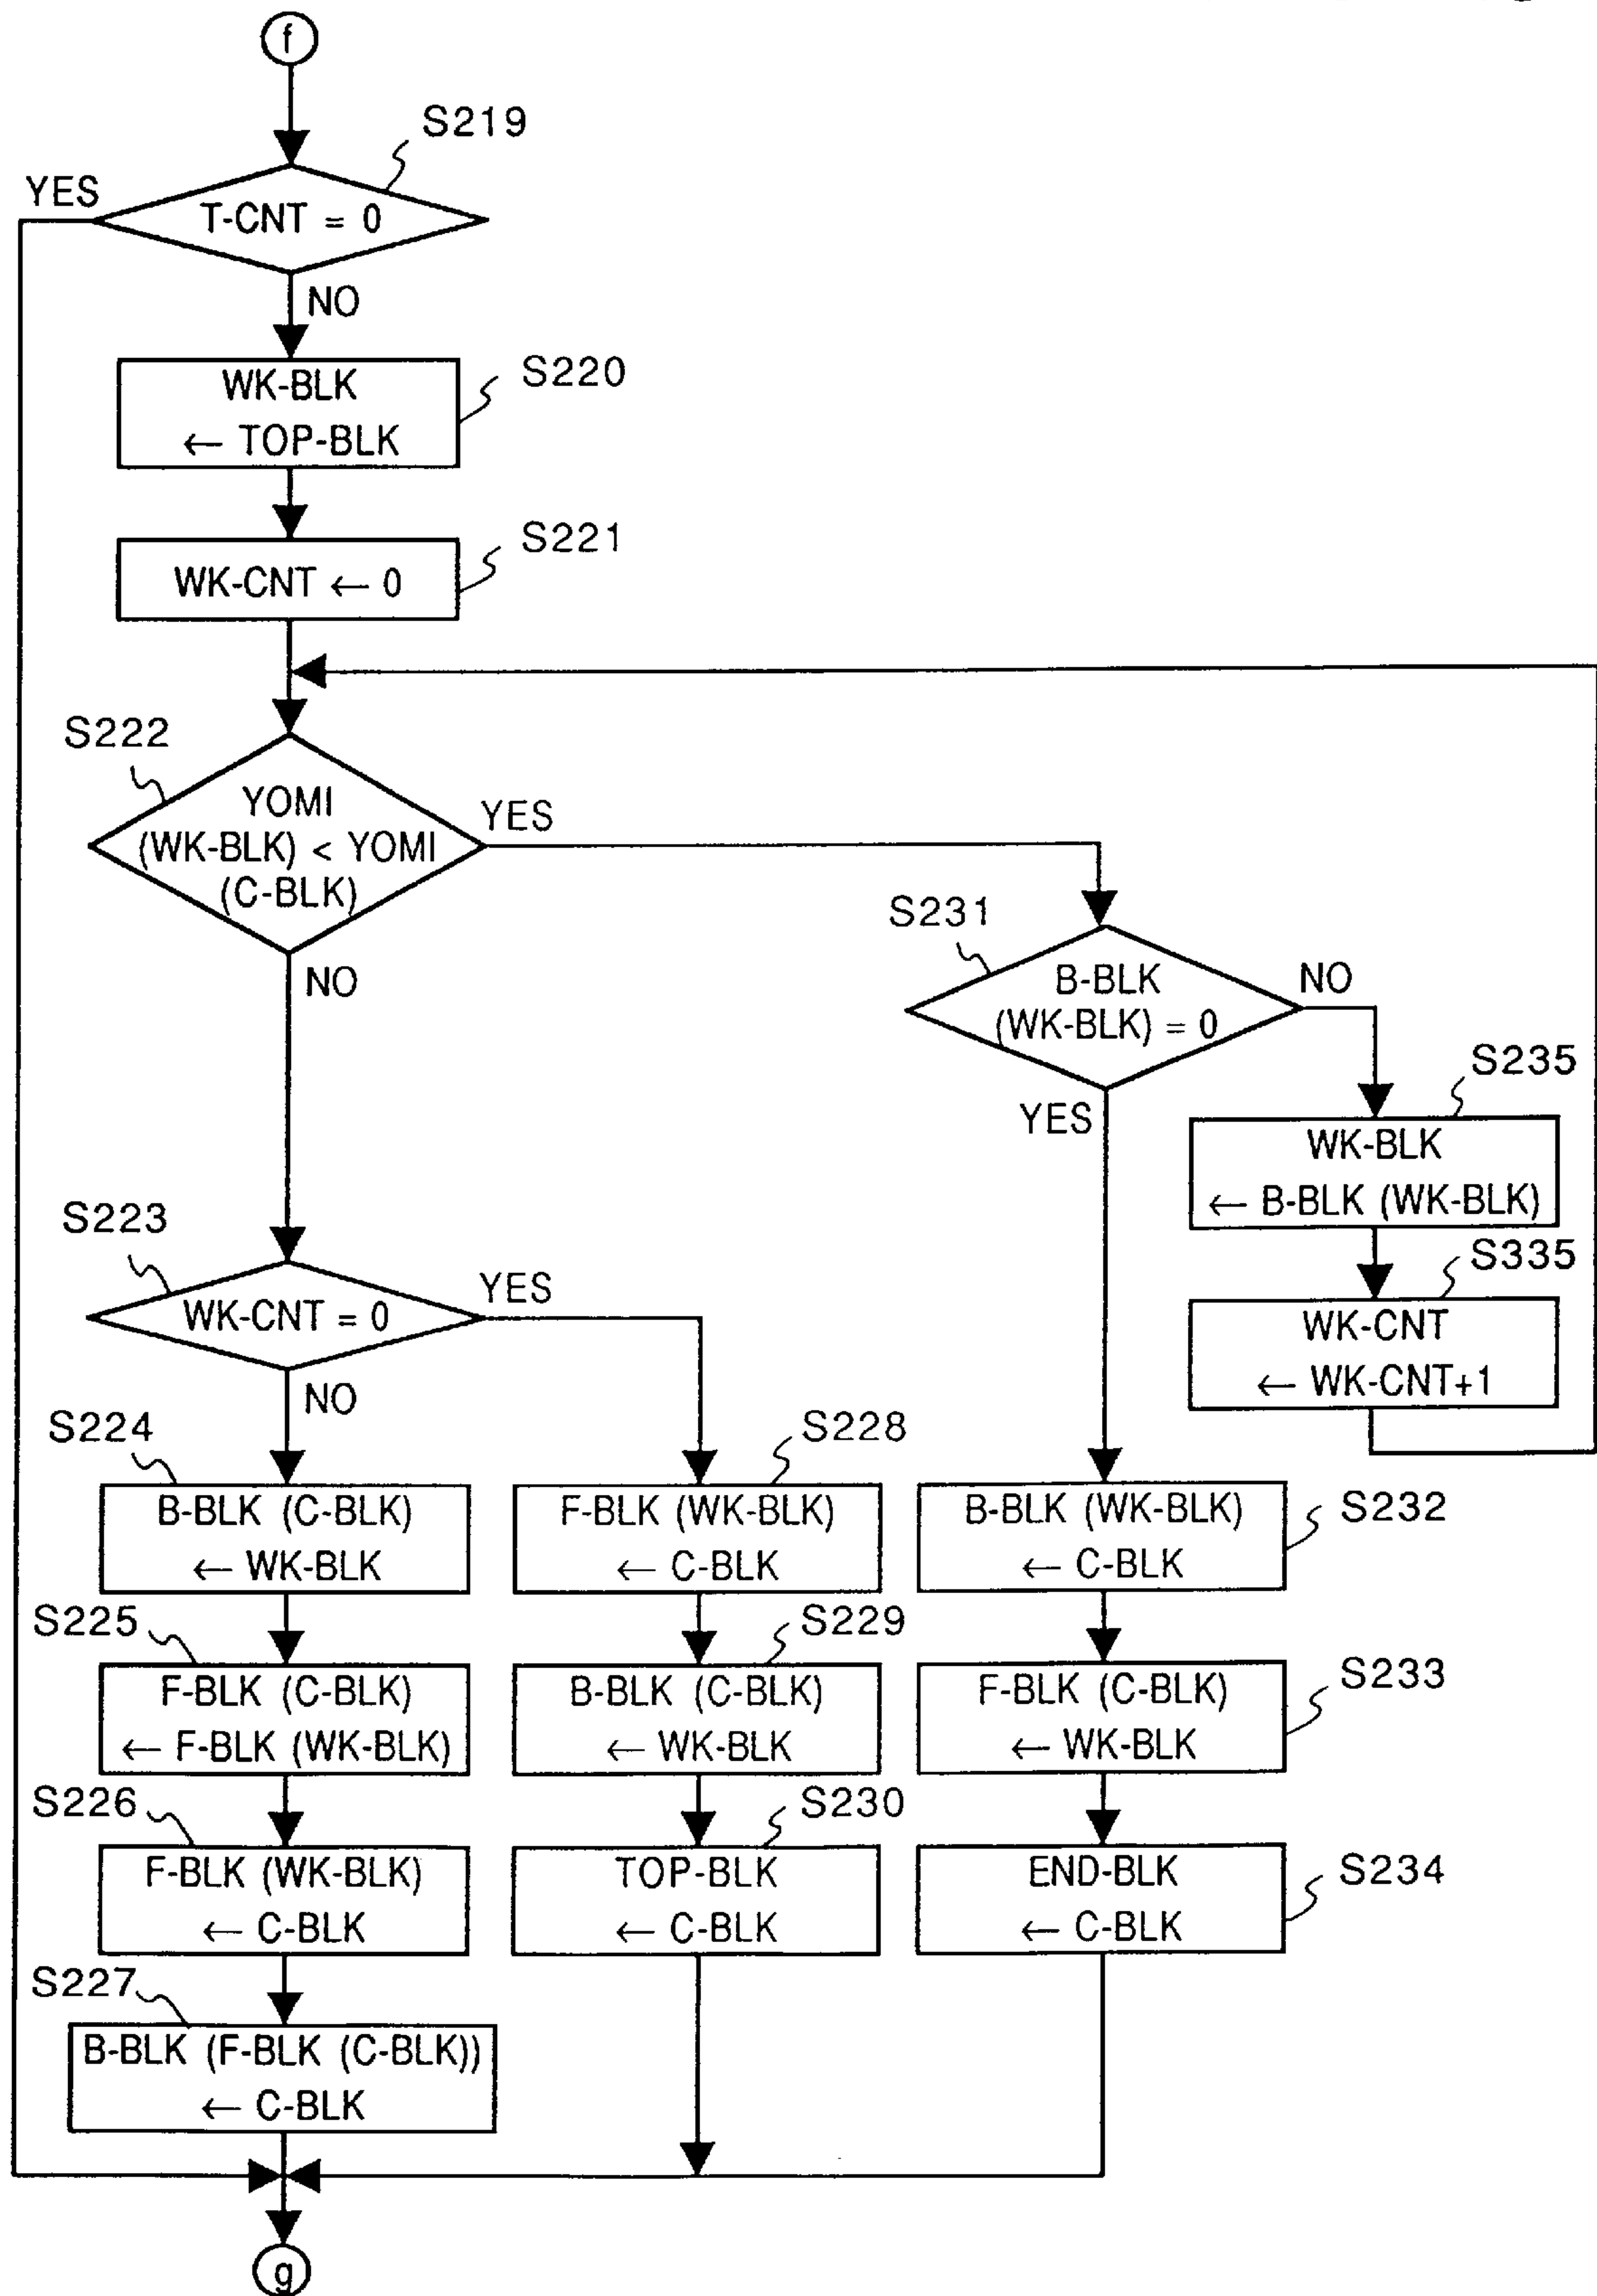 f
S219
YES
T-CNT = 0
NO
S220
WK-BLK
← TOP-BLK
S221
WK-CNT ← 0
S222
YOMI
(WK-BLK) < YOMI
(C-BLK)
YES
NO
S231
B-BLK
(WK-BLK) = 0
NO
YES
S235
WK-BLK
← B-BLK (WK-BLK)
S335
WK-CNT
← WK-CNT+1
S223
WK-CNT = 0
YES
NO
S224
B-BLK (C-BLK)
← WK-BLK
S225
F-BLK (C-BLK)
← F-BLK (WK-BLK)
S226
F-BLK (WK-BLK)
← C-BLK
S227
B-BLK (F-BLK (C-BLK))
← C-BLK
S228
F-BLK (WK-BLK)
← C-BLK
S229
B-BLK (C-BLK)
← WK-BLK
S230
TOP-BLK
← C-BLK
S232
B-BLK (WK-BLK)
← C-BLK
S233
F-BLK (C-BLK)
← WK-BLK
S234
END-BLK
← C-BLK
g